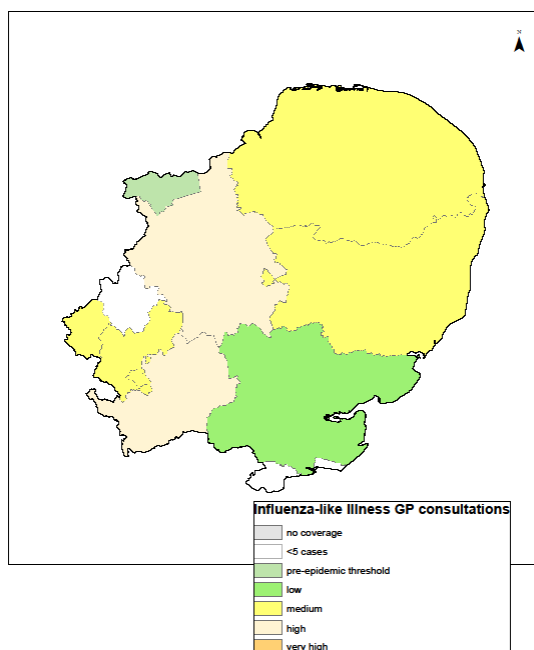 N
Influenza-like Illness GP consultations
no coverage
<5 cases
pre-epidemic threshold
low
medium
high
very high